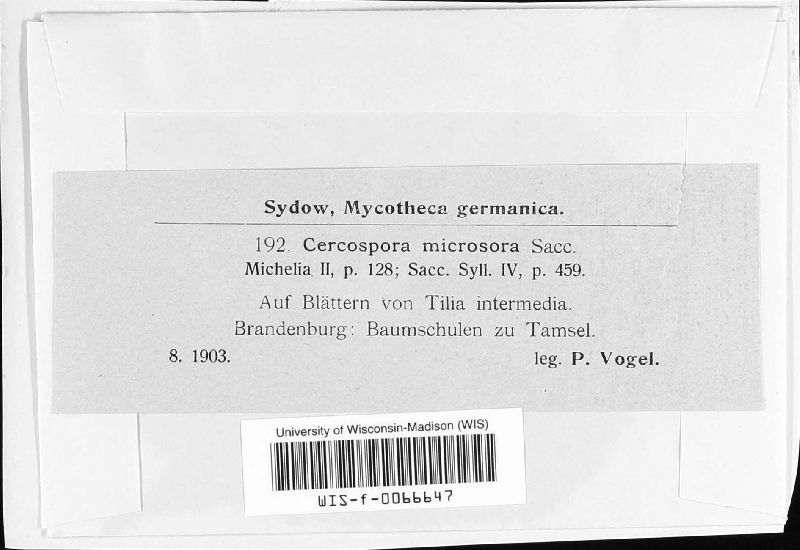 Sydow, Mycotheca germanica.
192. Cercospora microsora Sacc.
Michelia II, p. 128; Sacc. Syll. IV, p. 459.
Auf Blättern von Tilia intermedia.
Brandenburg: Baumschulen zu Tamsel.
8. 1903. leg. P. Vogel.
University of Wisconsin-Madison (WIS)
WIS-f-0066647